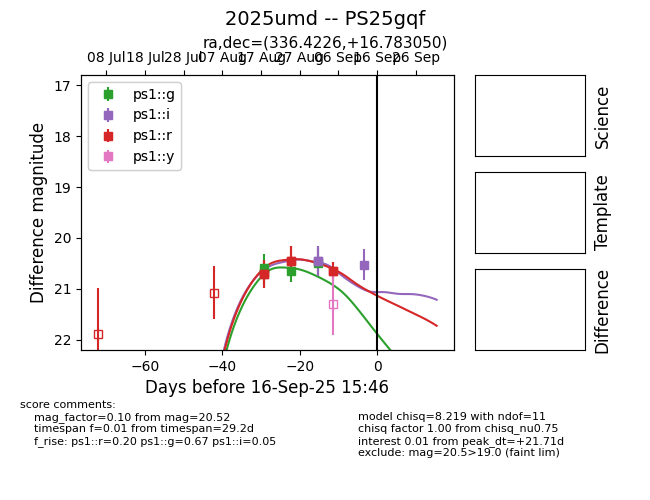 2025umd -- PS25gqf
ra,dec=(336.4226,+16.783050)
08 Jul 18 Jul 28 Jul 07 Aug 17 Aug 27 Aug 06 Sep 16 Sep 26 Sep
17
18
19
20
21
22
Difference magnitude
ps1::g
ps1::i
ps1::r
ps1::y
Science
Template
Difference
−60 −40 −20 0
Days before 16-Sep-25 15:46
score comments:
mag_factor=0.10 from mag=20.52
timespan f=0.01 from timespan=29.2d
f_rise: ps1::r=0.20 ps1::g=0.67 ps1::i=0.05
model chisq=8.219 with ndof=11
chisq factor 1.00 from chisq_nu0.75
interest 0.01 from peak_dt=+21.71d
exclude: mag=20.5>19.0 (faint lim)